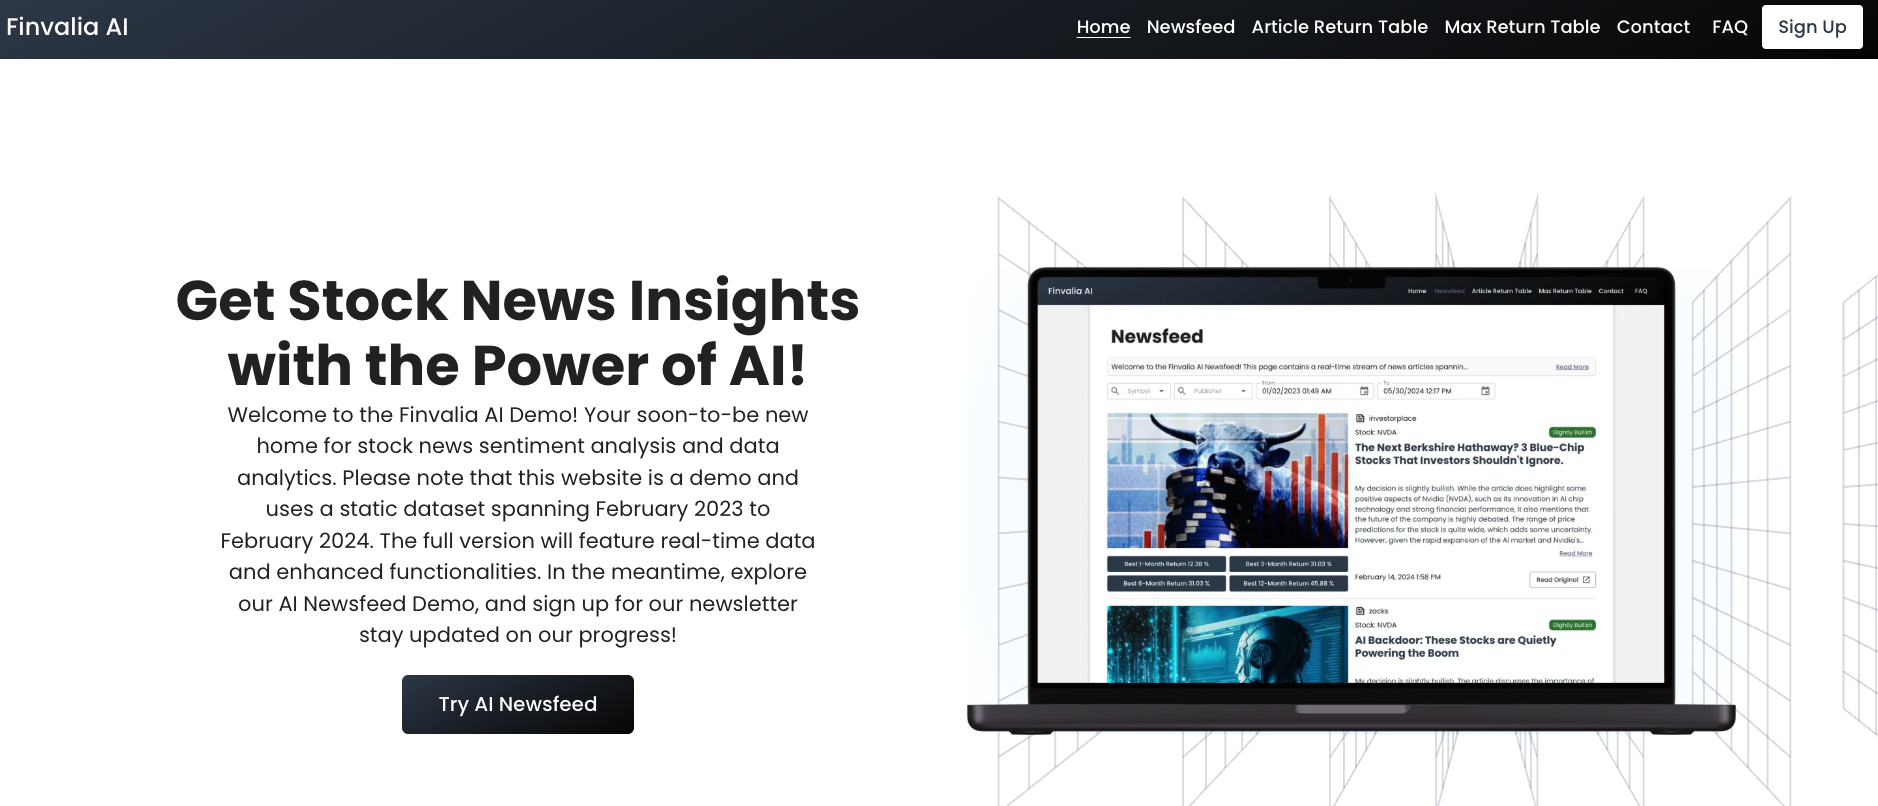 Finvalia AI
Home Newsfeed Article Return Table Max Return Table Contact FAQ Sign Up
Get Stock News Insights
with the Power of AI!
Welcome to the Finvalia AI Demo! Your soon-to-be new
home for stock news sentiment analysis and data
analytics. Please note that this website is a demo and
uses a static dataset spanning February 2023 to
February 2024. The full version will feature real-time data
and enhanced functionalities. In the meantime, explore
our AI Newsfeed Demo, and sign up for our newsletter
stay updated on our progress!
Try AI Newsfeed
Finvalia AI
Home Newsfeed Article Return Table Max Return Table Contact FAQ
Newsfeed
Welcome to the Finvalia AI Newsfeed! This page contains a real-time stream of news articles spannin... Read More
Symbol Publisher From 01/02/2023 01:49 AM To 05/30/2024 12:17 PM
investorplace
Stock: NVDA Slightly Bullish
The Next Berkshire Hathaway? 3 Blue-Chip
Stocks That Investors Shouldn't Ignore.
My decision is slightly bullish. While the article does highlight some
positive aspects of Nvidia (NVDA), such as its innovation in AI chip
technology and strong financial performance, it also mentions that
the future of the company is highly debated. The range of price
predictions for the stock is quite wide, which adds some uncertainty.
However, given the rapid expansion of the AI market and Nvidia's...
Read More
Best 1-Month Return 12.38 % Best 3-Month Return 31.03 %
Best 6-Month Return 31.03 % Best 12-Month Return 45.88 %
February 14, 2024 1:58 PM Read Original
zacks
Stock: NVDA Slightly Bullish
AI Backdoor: These Stocks are Quietly
Powering the Boom
My decision is slightly bullish. The article discusses the importance of